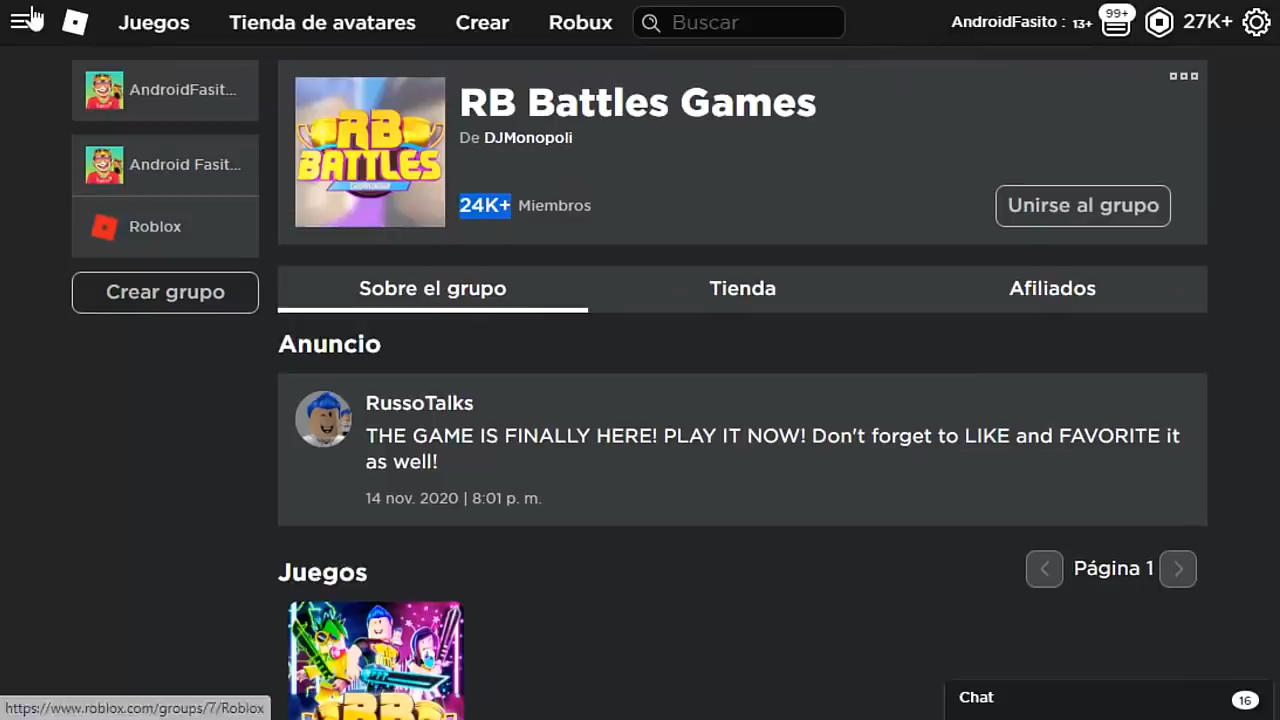 Juegos Tienda de avatares Crear Robux Buscar AndroidFasito : 13+ 99+ 27K+
AndroidFasit...
Android Fasit...
Roblox
Crear grupo
RB BATTLES
RB Battles Games
De DJMonopoli
24K+ Miembros
Unirse al grupo
Sobre el grupo Tienda Afiliados
Anuncio
RussoTalks
THE GAME IS FINALLY HERE! PLAY IT NOW! Don't forget to LIKE and FAVORITE it
as well!
14 nov. 2020 | 8:01 p. m.
Juegos
Página 1
RB
https://www.roblox.com/groups/7/Roblox
Chat 16